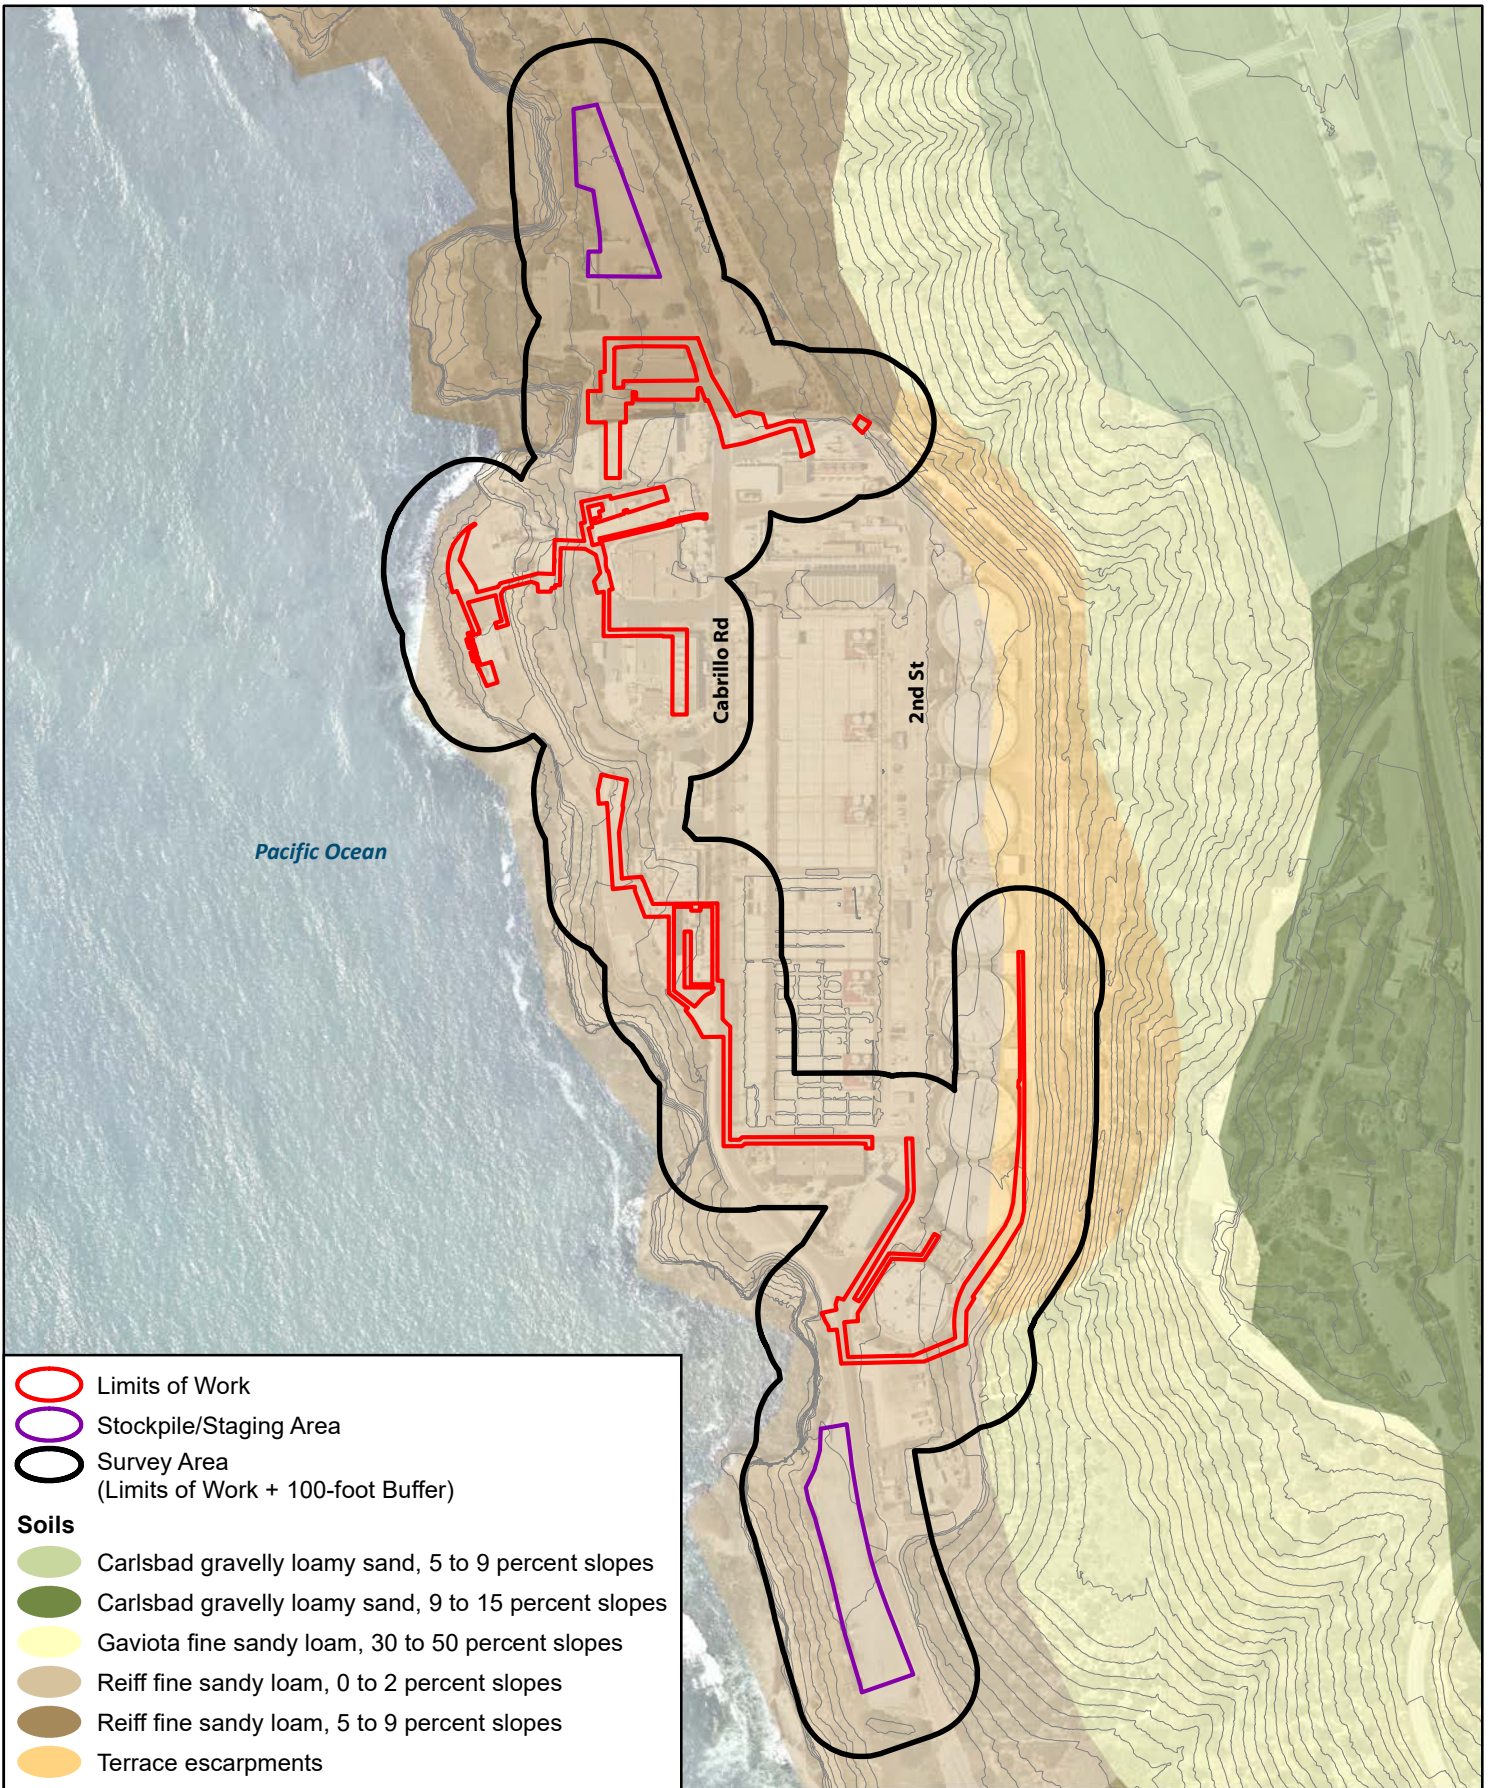 Cabrillo Rd
2nd St
Pacific Ocean
Limits of Work
Stockpile/Staging Area
Survey Area
(Limits of Work + 100-foot Buffer)
Soils
Carlsbad gravelly loamy sand, 5 to 9 percent slopes
Carlsbad gravelly loamy sand, 9 to 15 percent slopes
Gaviota fine sandy loam, 30 to 50 percent slopes
Reiff fine sandy loam, 0 to 2 percent slopes
Reiff fine sandy loam, 5 to 9 percent slopes
Terrace escarpments